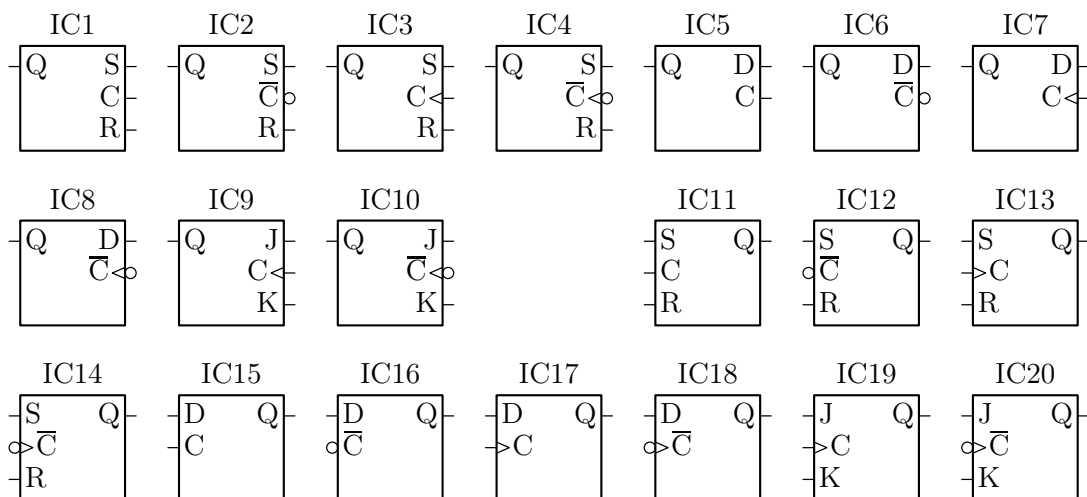 IC1 IC2 IC3 IC4 IC5 IC6 IC7
Q S Q S Q S Q S Q D Q D Q D
C C̅ C C̅ C C̅ C
R R R R
IC8 IC9 IC10 IC11 IC12 IC13
Q D Q J Q J S Q S Q S Q
C̅ C C̅ C C̅ C
K K R R R
IC14 IC15 IC16 IC17 IC18 IC19 IC20
S Q D Q D Q D Q D Q J Q J Q
C̅ C C̅ C C̅ C C̅
R K K